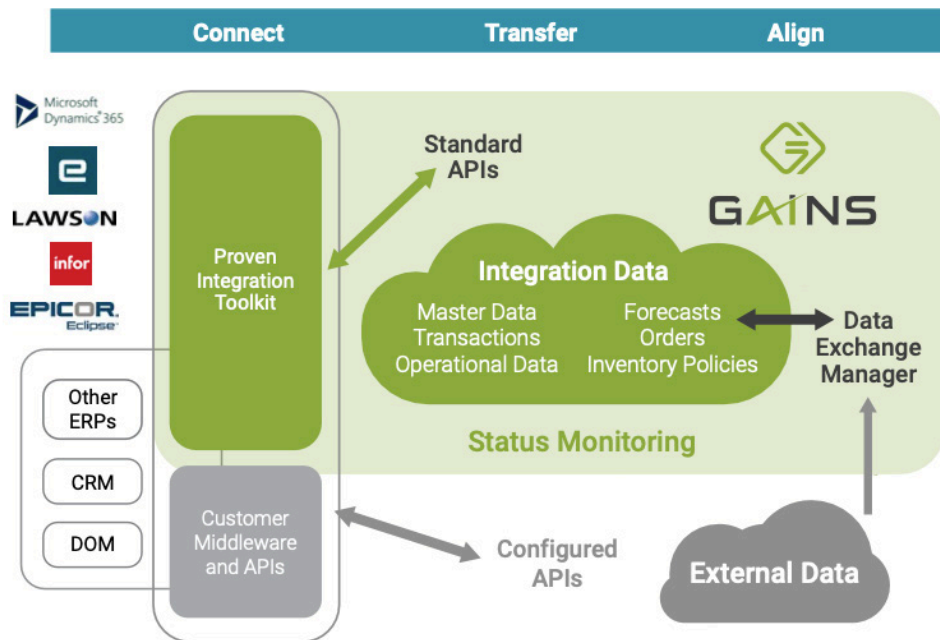 Connect
Transfer
Align
Microsoft
Dynamics®365
e
LAWSON
infor
EPICOR.
Eclipse
Other
ERPs
CRM
DOM
Proven
Integration
Toolkit
Customer
Middleware
and APIs
Standard
APIs
GAINS
Integration Data
Master Data
Transactions
Operational Data
Forecasts
Orders
Inventory Policies
Data
Exchange
Manager
Status Monitoring
Configured
APIs
External Data